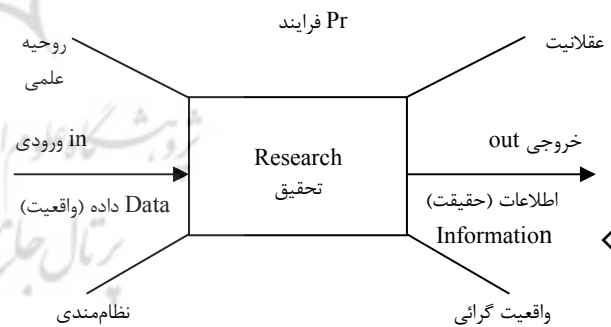 Pr فرایند
روحیه
علمی
عقلانیت
in ورودی
Data داده (واقعیت)
Research
تحقیق
خروجی out
اطلاعات (حقیقت)
Information
نظام‌مندی
واقعیت گرائی